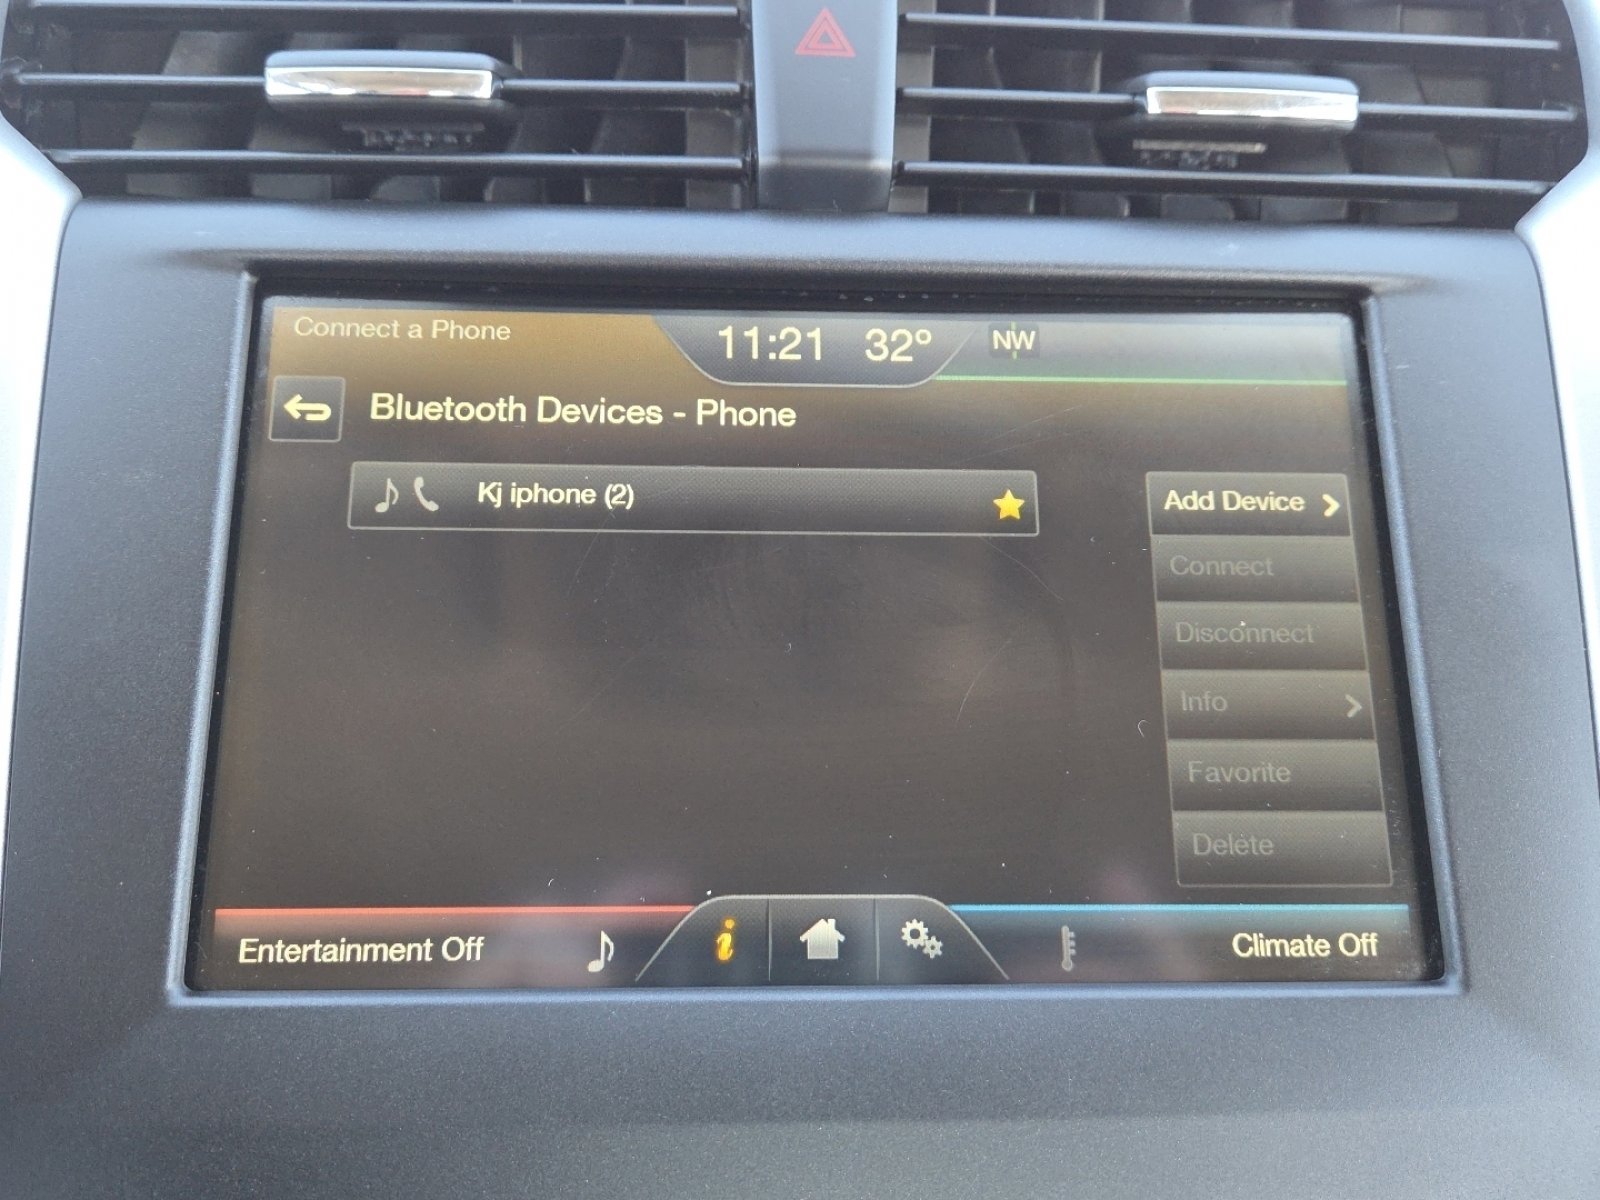 Connect a Phone
11:21 32° NW
Bluetooth Devices - Phone
Kj iphone (2)
Add Device
Connect
Disconnect
Info
Favorite
Delete
Entertainment Off
Climate Off